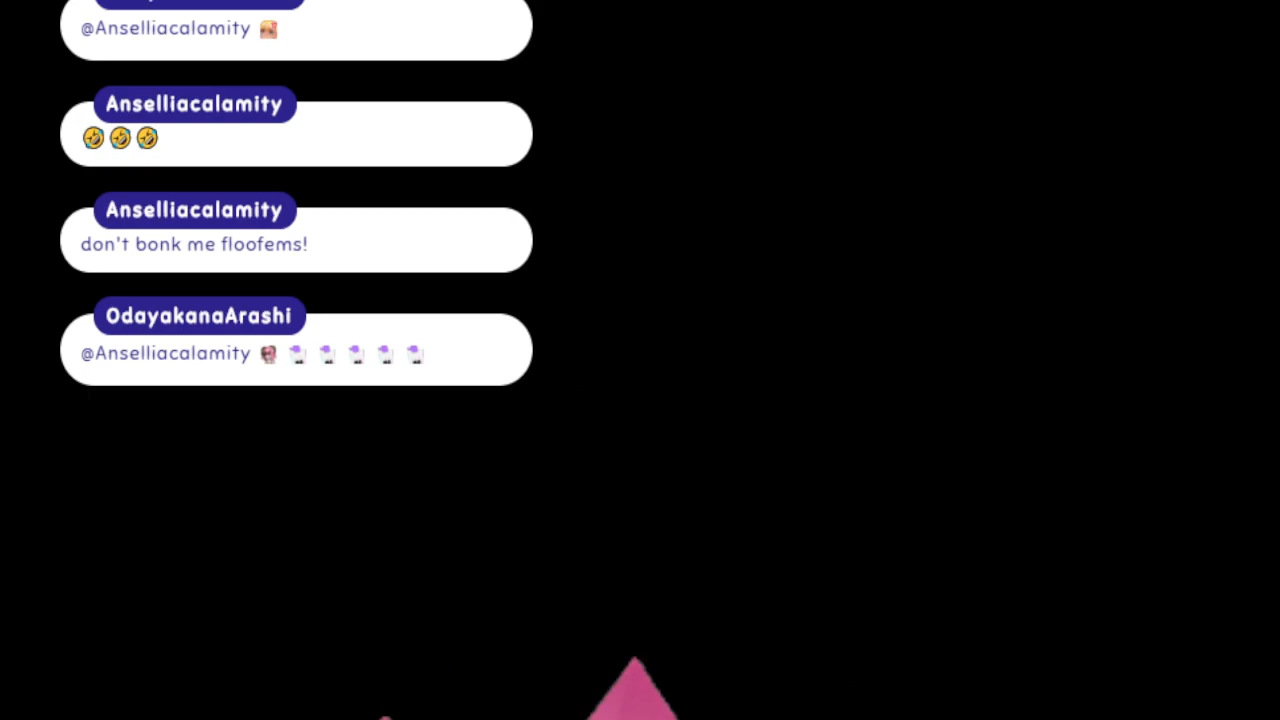 @Anselliacalamity
Anselliacalamity
🤣🤣🤣
Anselliacalamity
don't bonk me floofems!
OdayakanaArashi
@Anselliacalamity